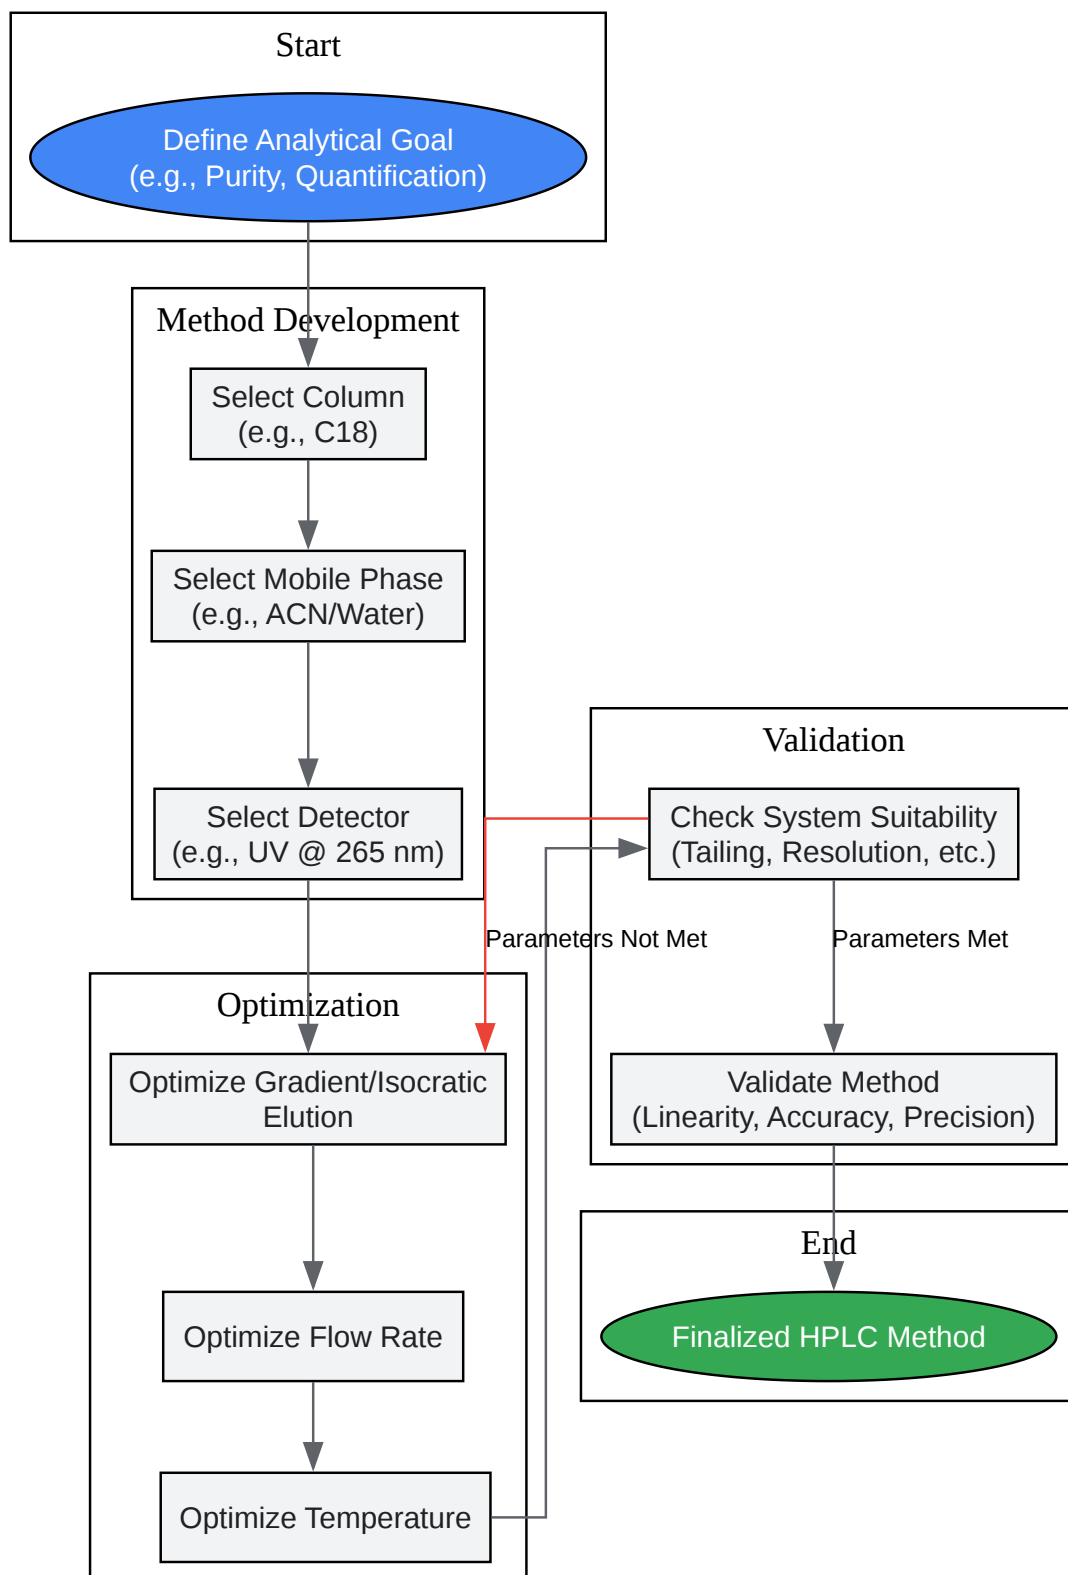 Start
Define Analytical Goal
(e.g., Purity, Quantification)
Method Development
Select Column
(e.g., C18)
Select Mobile Phase
(e.g., ACN/Water)
Select Detector
(e.g., UV @ 265 nm)
Optimization
Optimize Gradient/Isocratic
Elution
Optimize Flow Rate
Optimize Temperature
Validation
Check System Suitability
(Tailing, Resolution, etc.)
Parameters Not Met
Parameters Met
Validate Method
(Linearity, Accuracy, Precision)
End
Finalized HPLC Method